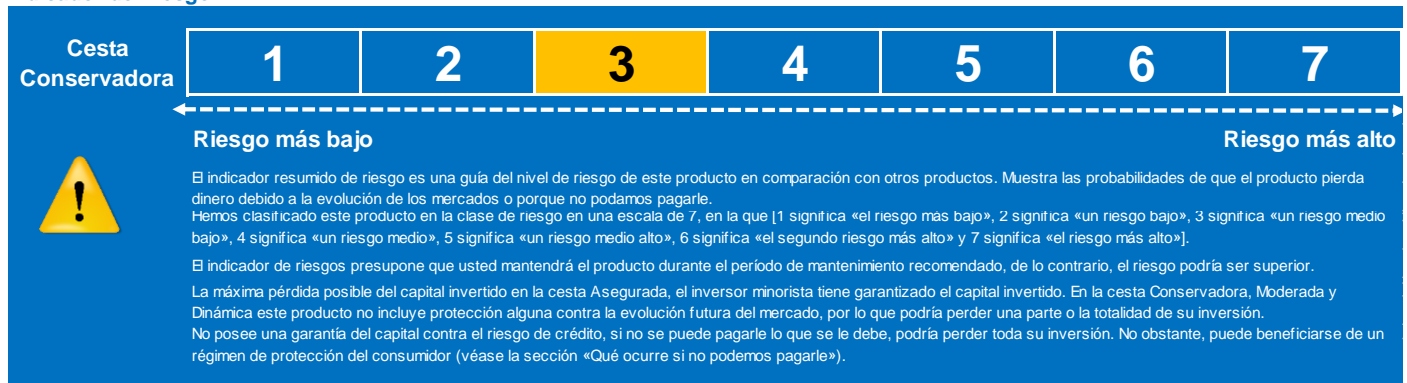 Cesta
Conservadora
1 2 3 4 5 6 7
Riesgo más bajo Riesgo más alto
El indicador resumido de riesgo es una guía del nivel de riesgo de este producto en comparación con otros productos. Muestra las probabilidades de que el producto pierda
dinero debido a la evolución de los mercados o porque no podamos pagarle.
Hemos clasificado este producto en la clase de riesgo en una escala de 7, en la que [1 significa «el riesgo más bajo», 2 significa «un riesgo bajo», 3 significa «un riesgo medio
bajo», 4 significa «un riesgo medio», 5 significa «un riesgo medio alto», 6 significa «el segundo riesgo más alto» y 7 significa «el riesgo más alto»].
El indicador de riesgos presupone que usted mantendrá el producto durante el período de mantenimiento recomendado, de lo contrario, el riesgo podría ser superior.
La máxima pérdida posible del capital invertido en la cesta Asegurada, el inversor minorista tiene garantizado el capital invertido. En la cesta Conservadora, Moderada y
Dinámica este producto no incluye protección alguna contra la evolución futura del mercado, por lo que podría perder una parte o la totalidad de su inversión.
No posee una garantía del capital contra el riesgo de crédito, si no se puede pagarle lo que se le debe, podría perder toda su inversión. No obstante, puede beneficiarse de un
régimen de protección del consumidor (véase la sección «Qué ocurre si no podemos pagarle»).